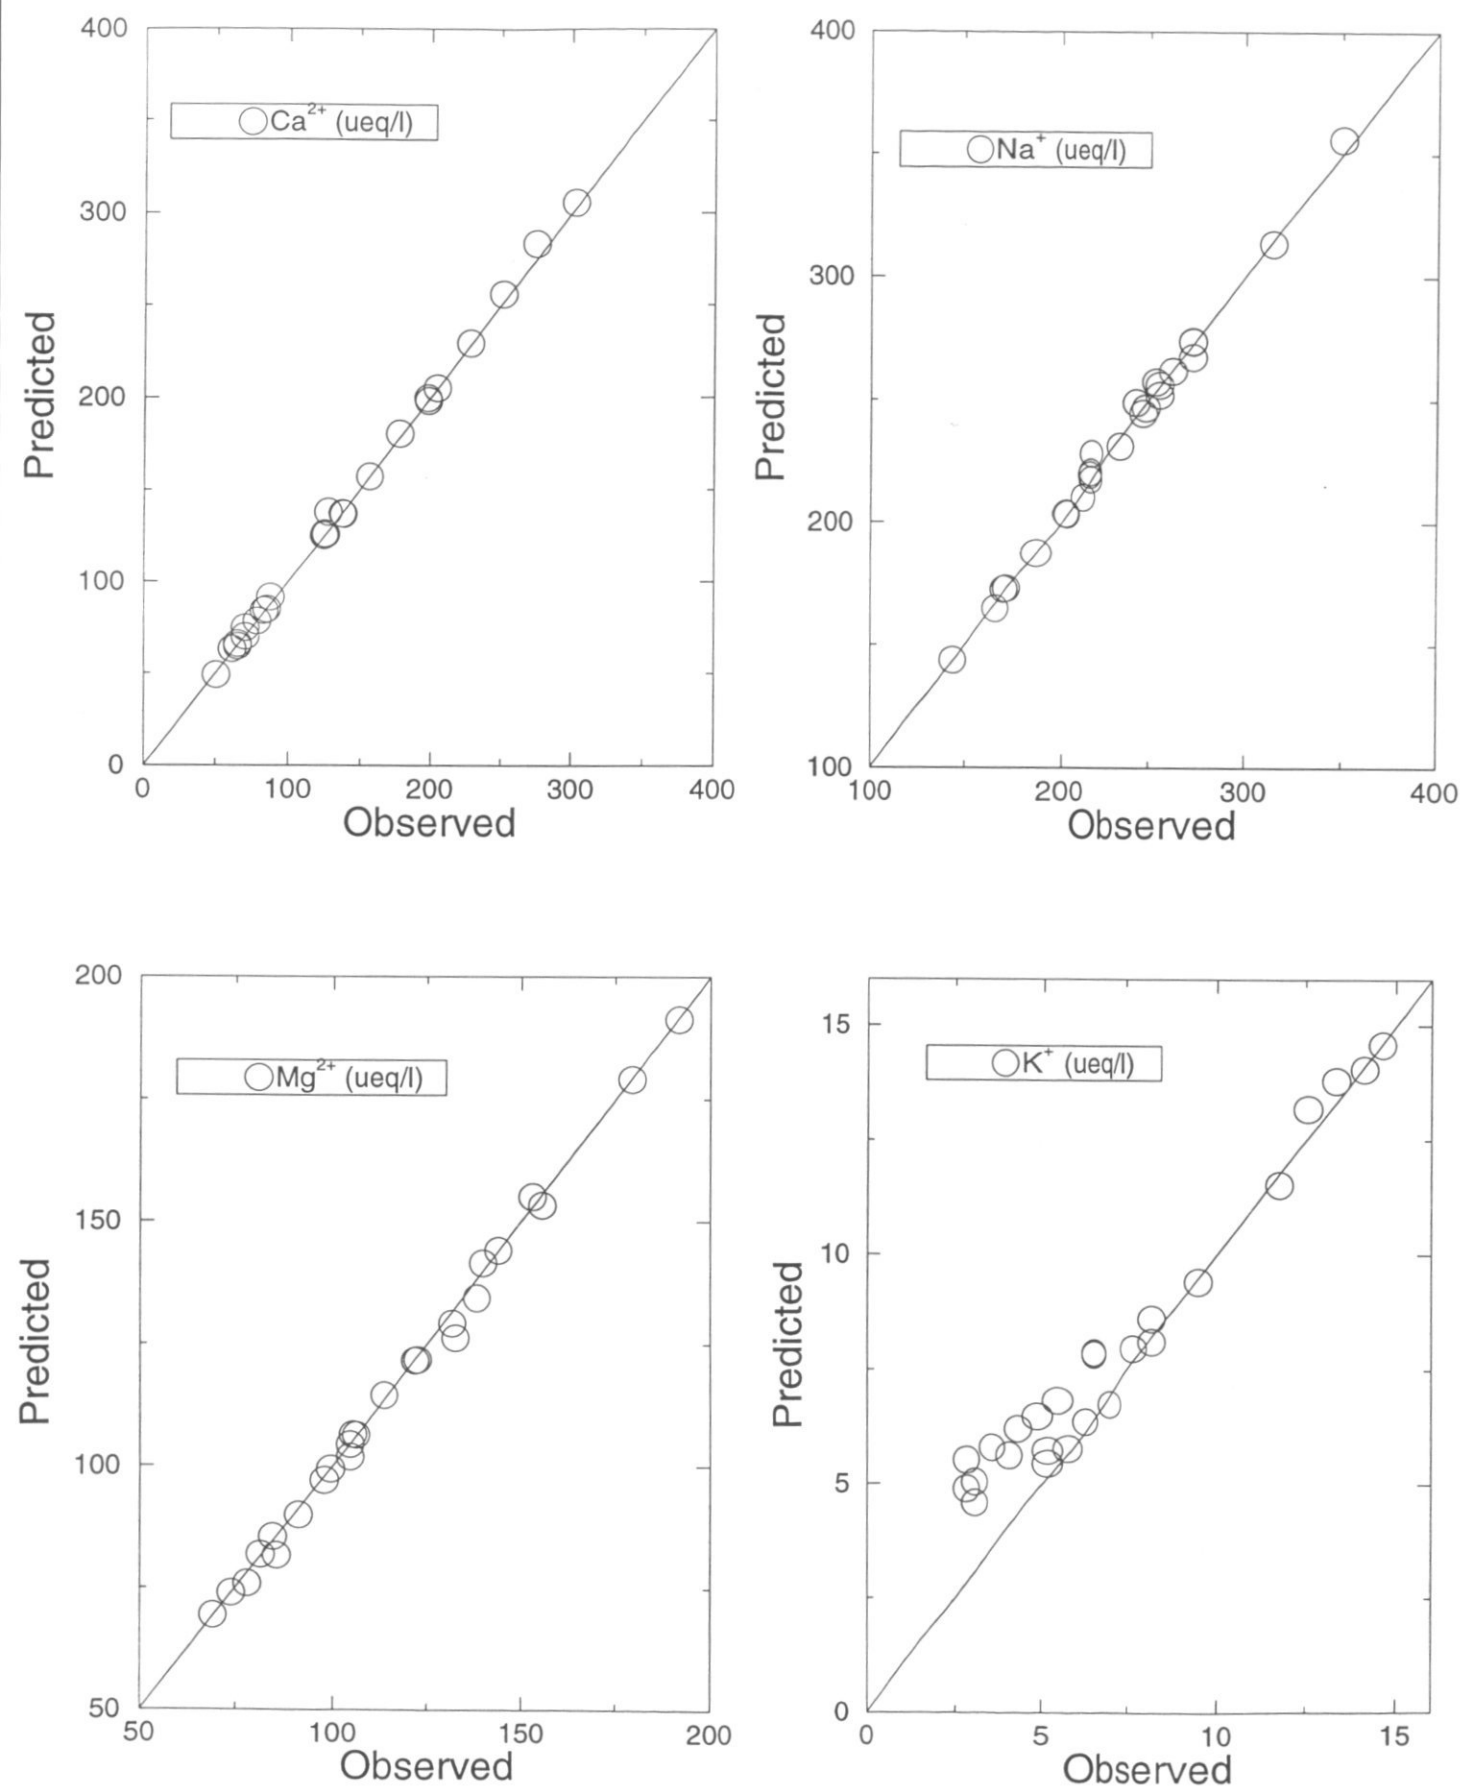 400
Ca2+ (ueq/l)
300
Predicted
200
100
0
0 100 200 300 400
Observed
400
Na+ (ueq/l)
300
Predicted
200
100
100 200 300 400
Observed
200
Mg2+ (ueq/l)
150
Predicted
100
50
50 100 150 200
Observed
15
K+ (ueq/l)
10
Predicted
5
0
0 5 10 15
Observed